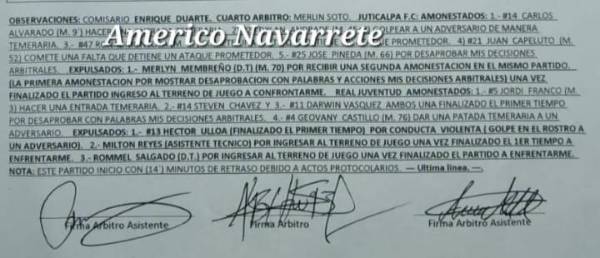 OBSERVACIONES: COMISARIO ENRIQUE DUARTE. CUARTO ARBITRO: MERLIN SOTO. JUTICALPA F.C: AMONESTADOS: 1.- #14 CARLOS
ALVARADO (M. 9´) HACER GOLPEAR A UN ADVERSARIO DE MANERA
Americo Navarrete
TEMERARIA. 3.- #47 RO PROMETEDOR. 4) #21 JUAN CAPELUTO (M.
52) COMETE UNA FALTA QUE DETIENE UN ATAQUE PROMETEDOR. 5.- #25 JOSE PINEDA (M. 66) POR DESAPROBAR MIS DECISIONES
ARBITRALES. EXPULSADOS: 1.- MERLYN MEMBREÑO (D.T) (M. 70) POR RECIBIR UNA SEGUNDA AMONESTACION EN EL MISMO PARTIDO.
(LA PRIMERA AMONESTACION POR MOSTRAR DESAPROBACION CON PALABRAS Y ACCIONES MIS DECISIONES ARBITRALES) UNA VEZ
FINALIZADO EL PARTIDO INGRESO AL TERRENO DE JUEGO A CONFRONTARME. REAL JUVENTUD AMONESTADOS: 1.- #5 JORDI FRANCO (M.
3) HACER UNA ENTRADA TEMERARIA. 2.- #14 STEVEN CHAVEZ Y 3.- #11 DARWIN VASQUEZ AMBOS UNA FINALIZADO EL PRIMER TIEMPO
POR DESAPROBAR CON PALABRAS MIS DECISIONES ARBITRALES. 4.- #4 GEOVANY CASTILLO (M. 76) DAR UNA PATADA TEMERARIA A UN
ADVERSARIO. EXPULSADOS: 1.- #13 HECTOR ULLOA (FINALIZADO EL PRIMER TIEMPO) POR CONDUCTA VIOLENTA ( GOLPE EN EL ROSTRO A
UN ADVERSARIO). 2.- MILTON REYES (ASISTENTE TECNICO) POR INGRESAR AL TERRENO DE JUEGO UNA VEZ FINALIZADO EL 1ER TIEMPO A
ENFRENTARME. 3.- ROMMEL SALGADO (D.T.) POR INGRESAR AL TERRENO DE JUEGO UNA VEZ FINALIZADO EL PARTIDO A ENFRENTARME.
NOTA: ESTE PARTIDO INICIO CON (14´) MINUTOS DE RETRASO DEBIDO A ACTOS PROTOCOLARIOS. --- Ultima linea. ---.
Firma Arbitro Asistente Firma Arbitro Firma Arbitro Asistente